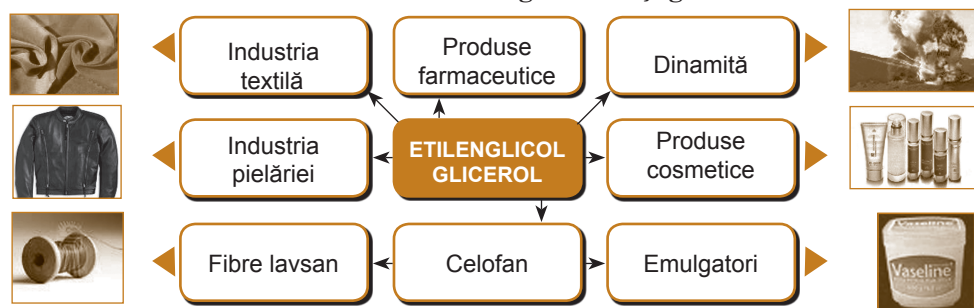 Industria
textilă
Produse
farmaceutice
Dinamită
Industria
pielăriei
ETILENGLICOL
GLICEROL
Produse
cosmetice
Fibre lavsan
Celofan
Emulgatori
Vaseline